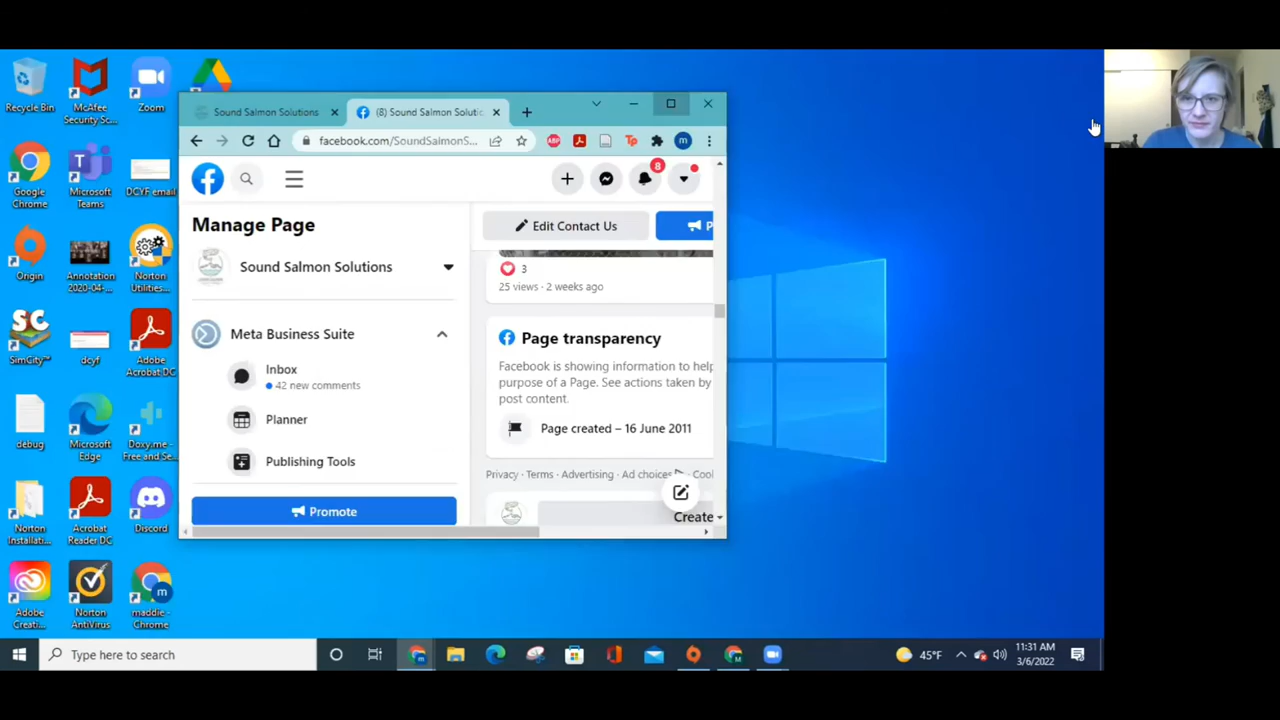 Recycle Bin
McAfee Security Sc...
Zoom
Google Chrome
Microsoft Teams
DCYF email
Origin
Annotation 2020-04-...
Norton Utilities...
SimCity™
dcyf
Adobe Acrobat DC
debug
Microsoft Edge
Doxy.me - Free and Se...
Norton Installati...
Acrobat Reader DC
Discord
Adobe Creati...
Norton AntiVirus
maddie - Chrome
Sound Salmon Solutions
(8) Sound Salmon Solutic
facebook.com/SoundSalmonS...
ABP
Tp
m
8
Manage Page
Edit Contact Us
P
Sound Salmon Solutions
3
25 views · 2 weeks ago
Meta Business Suite
Page transparency
Facebook is showing information to help
purpose of a Page. See actions taken by
post content.
Inbox
42 new comments
Page created – 16 June 2011
Planner
Publishing Tools
Privacy · Terms · Advertising · Ad choices · Cool
Promote
Create
Type here to search
45°F
11:31 AM
3/6/2022